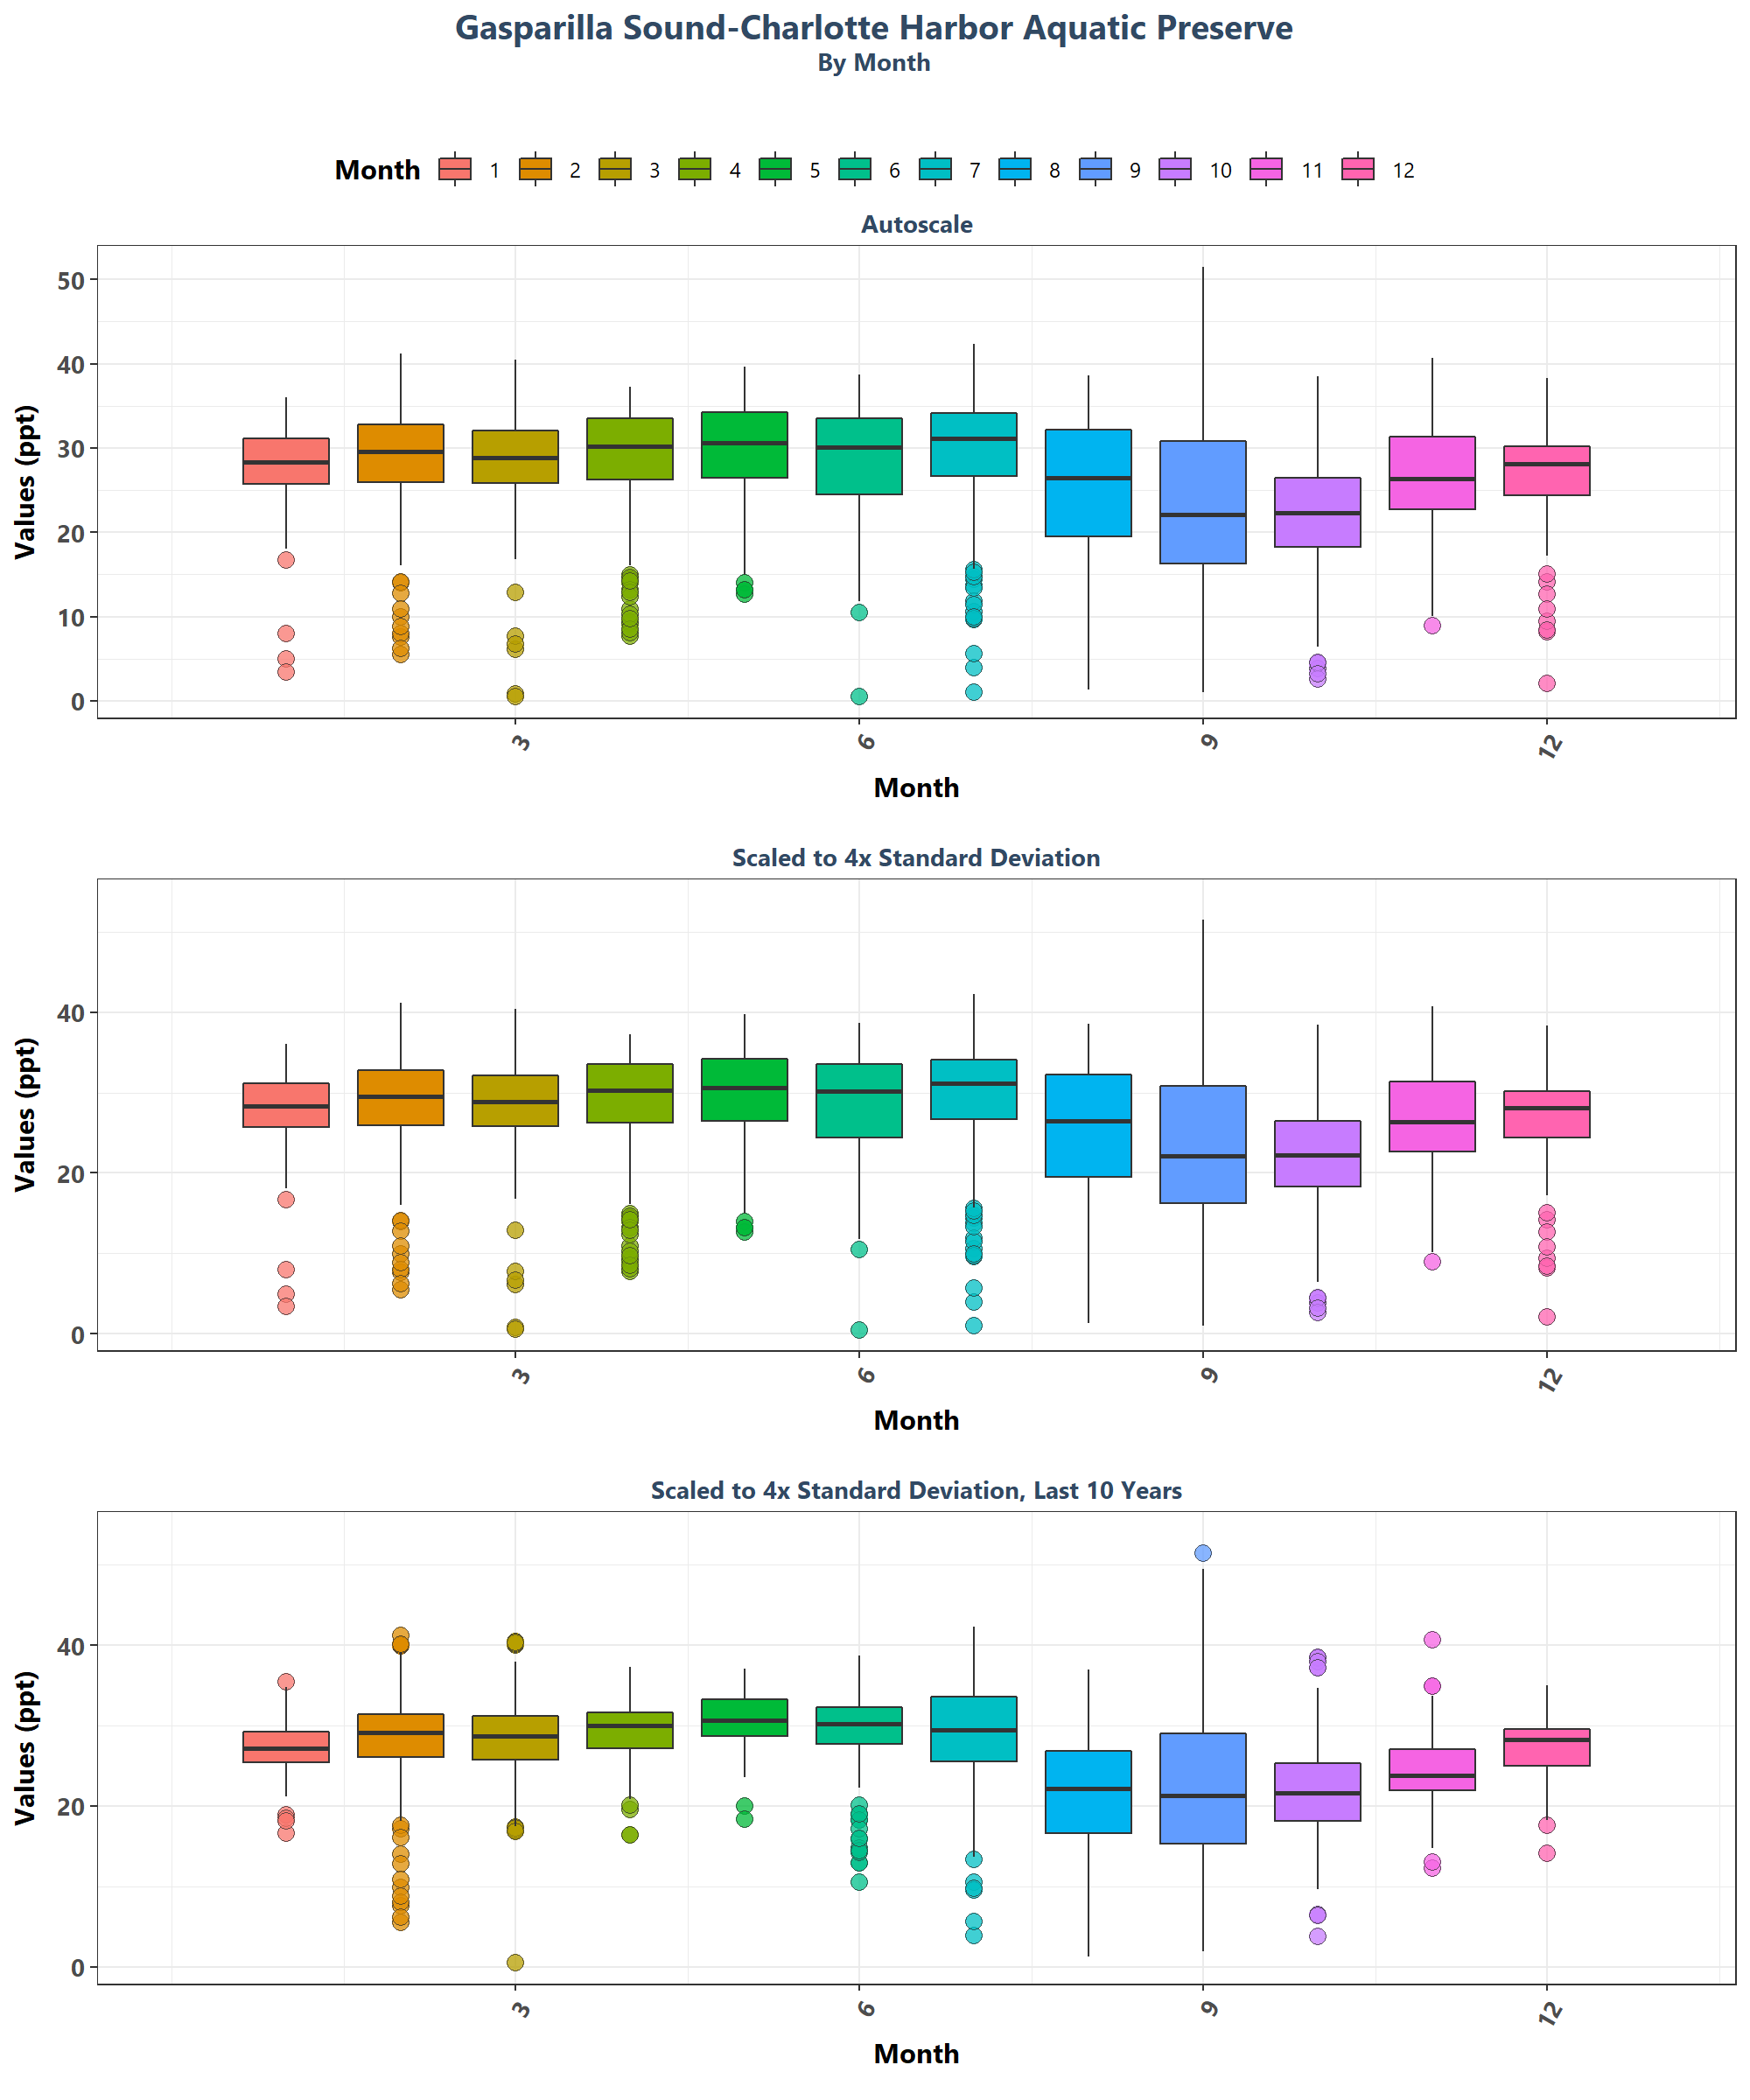 Gasparilla Sound-Charlotte Harbor Aquatic Preserve
By Month
Month 1 2 3 4 5 6 7 8 9 10 11 12
Autoscale
Values (ppt)
50
40
30
20
10
0
3 6 9 12
Month
Scaled to 4x Standard Deviation
Values (ppt)
40
20
0
3 6 9 12
Month
Scaled to 4x Standard Deviation, Last 10 Years
Values (ppt)
40
20
0
3 6 9 12
Month